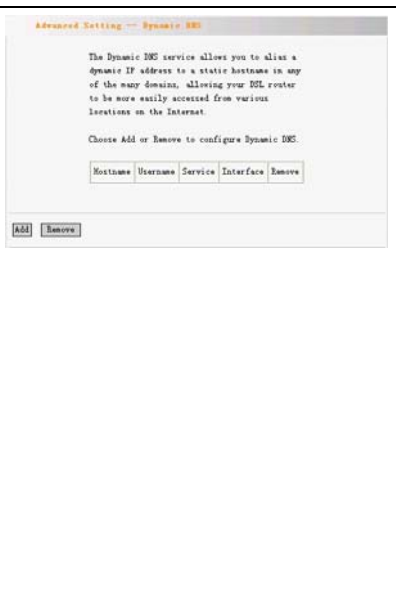 Advanced Setting -- Dynamic DNS
The Dynamic DNS service allows you to alias a
dynamic IP address to a static hostname in any
of the many domains, allowing your DSL router
to be more easily accessed from various
locations on the Internet.
Choose Add or Remove to configure Dynamic DNS.
Hostname Username Service Interface Remove
Add Remove